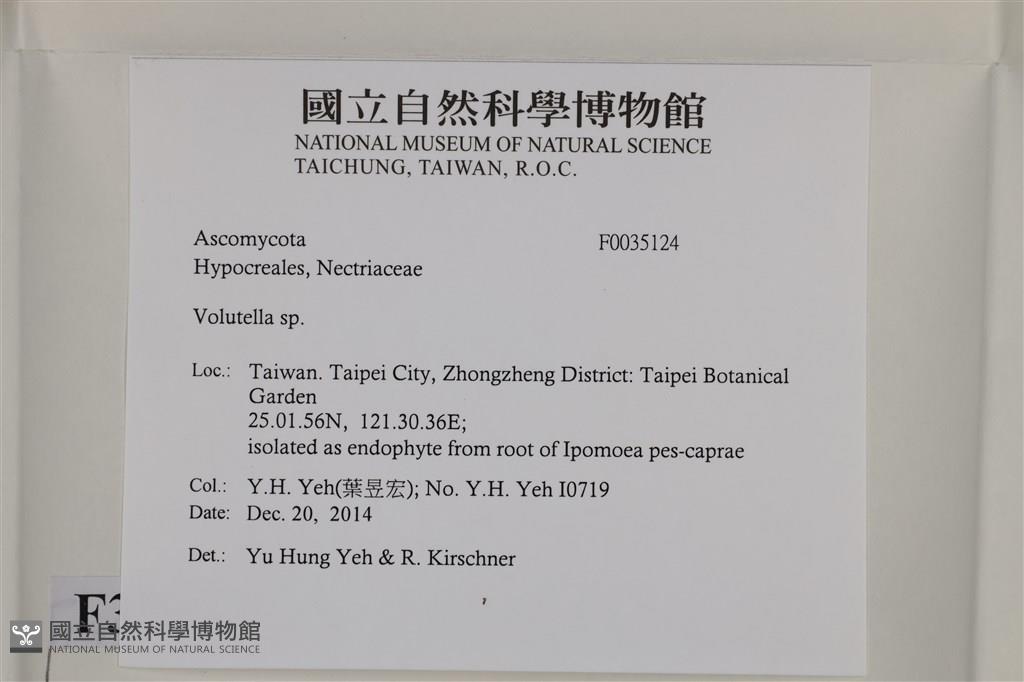 國立自然科學博物館
NATIONAL MUSEUM OF NATURAL SCIENCE
TAICHUNG, TAIWAN, R.O.C.
Ascomycota F0035124
Hypocreales, Nectriaceae
Volutella sp.
Loc.: Taiwan. Taipei City, Zhongzheng District: Taipei Botanical
Garden
25.01.56N, 121.30.36E;
isolated as endophyte from root of Ipomoea pes-caprae
Col.: Y.H. Yeh(葉昱宏); No. Y.H. Yeh I0719
Date: Dec. 20, 2014
Det.: Yu Hung Yeh & R. Kirschner
國立自然科學博物館
NATIONAL MUSEUM OF NATURAL SCIENCE